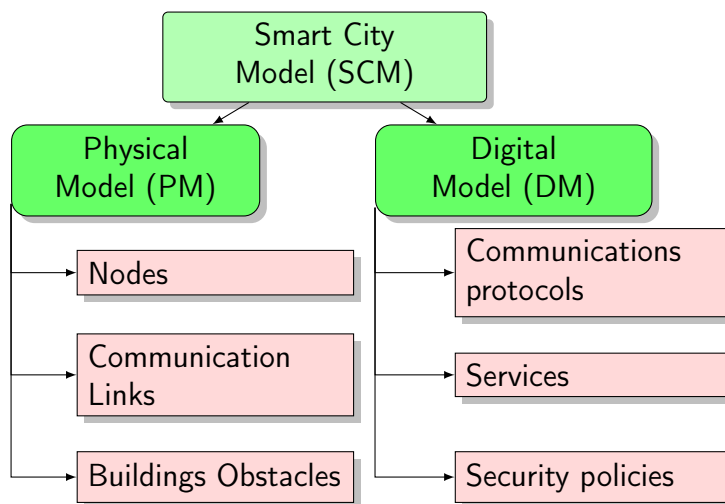 Smart City
Model (SCM)
Physical
Model (PM)
Digital
Model (DM)
Nodes
Communication
Links
Buildings Obstacles
Communications
protocols
Services
Security policies